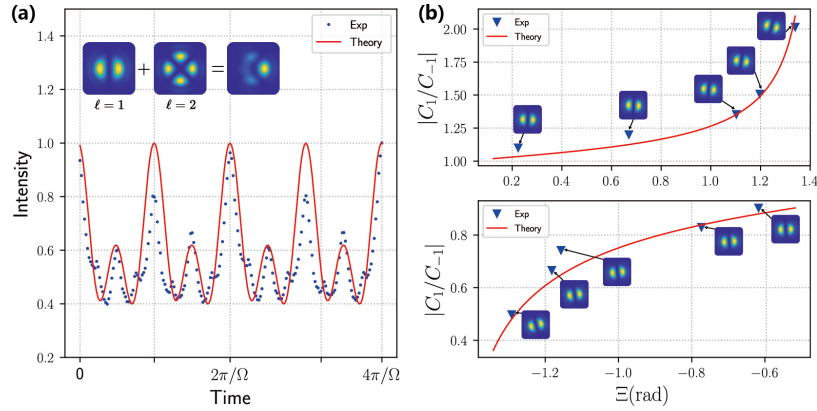 (a)
1.4
1.2
1.0
0.8
0.6
0.4
0.2
Intensity
Exp
Theory
+
=
ℓ = 1
ℓ = 2
0
2π/Ω
4π/Ω
Time
(b)
2.00
1.75
1.50
1.25
1.00
|C₁/C₋₁|
Exp
Theory
0.2
0.4
0.6
0.8
1.0
1.2
1.4
0.8
0.6
0.4
|C₁/C₋₁|
Exp
Theory
−1.2
−1.0
−0.8
−0.6
Ξ(rad)